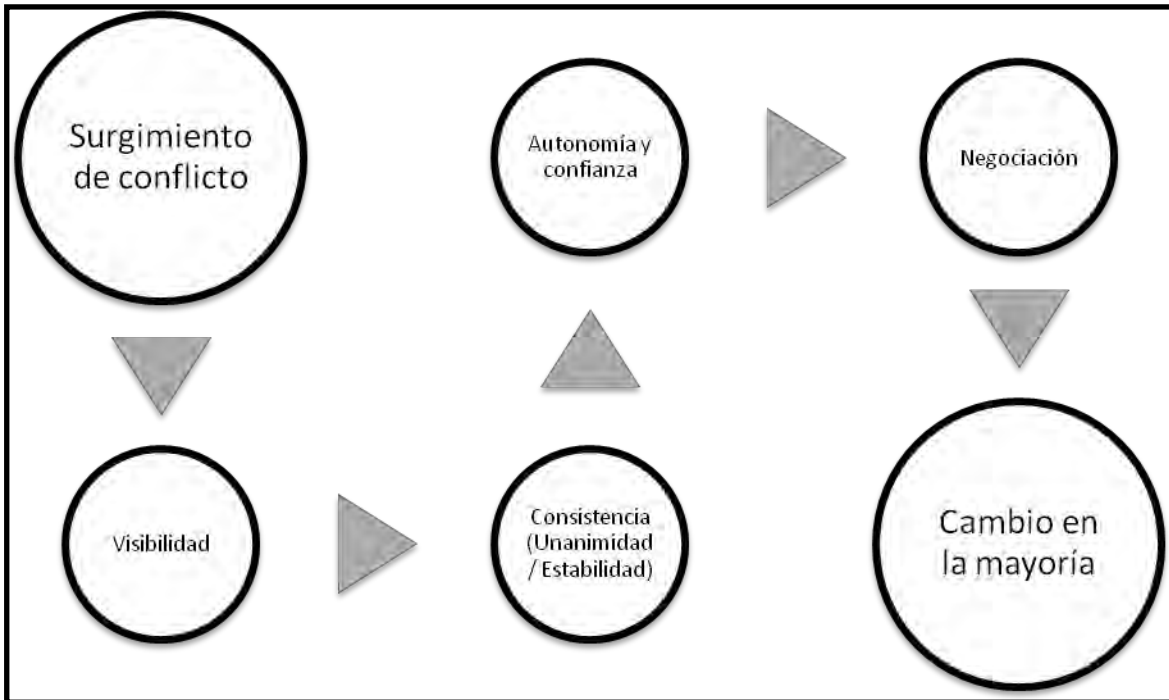 Surgimiento
de conflicto
Visibilidad
Consistencia
(Unanimidad
/ Estabilidad)
Autonomía y
confianza
Negociación
Cambio en
la mayoría